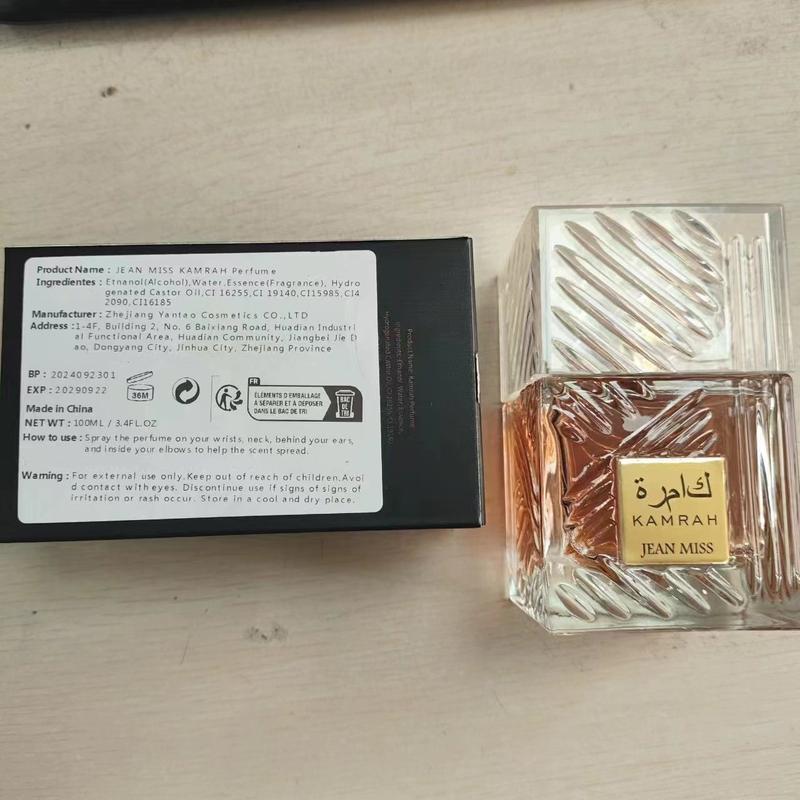 Product Name : JEAN MISS KAMRAH Perfume
Ingredientes : Etnanol(Alcohol),Water,Essence(Fragrance), Hydro
genated Castor Oil,CI 16255,CI 19140,CI15985,CI4
2090,CI16185
Manufacturer : Zhejiang Yantao Cosmetics CO.,LTD
Address :1-4F, Building 2, No. 6 Baixiang Road, Huadian Industri
al Functional Area, Huadian Community, Jiangbei Jie D
ao, Dongyang City, Jinhua City, Zhejiang Province
BP : 2024092301
EXP : 20290922
36M
FR
ÉLÉMENTS D'EMBALLAGE
À SÉPARER ET À DÉPOSER
DANS LE BAC DE TRI
BAC
DE
TRI
Made in China
NET WT : 100ML / 3.4FL.OZ
How to use : Spray the perfume on your wrists, neck, behind your ears,
and inside your elbows to help the scent spread.
Warning : For external use only.Keep out of reach of children.Avoi
d contact with eyes. Discontinue use if signs of signs of
irritation or rash occur. Store in a cool and dry place.
Product Name: Kamrah Perfume
كامرة
KAMRAH
JEAN MISS